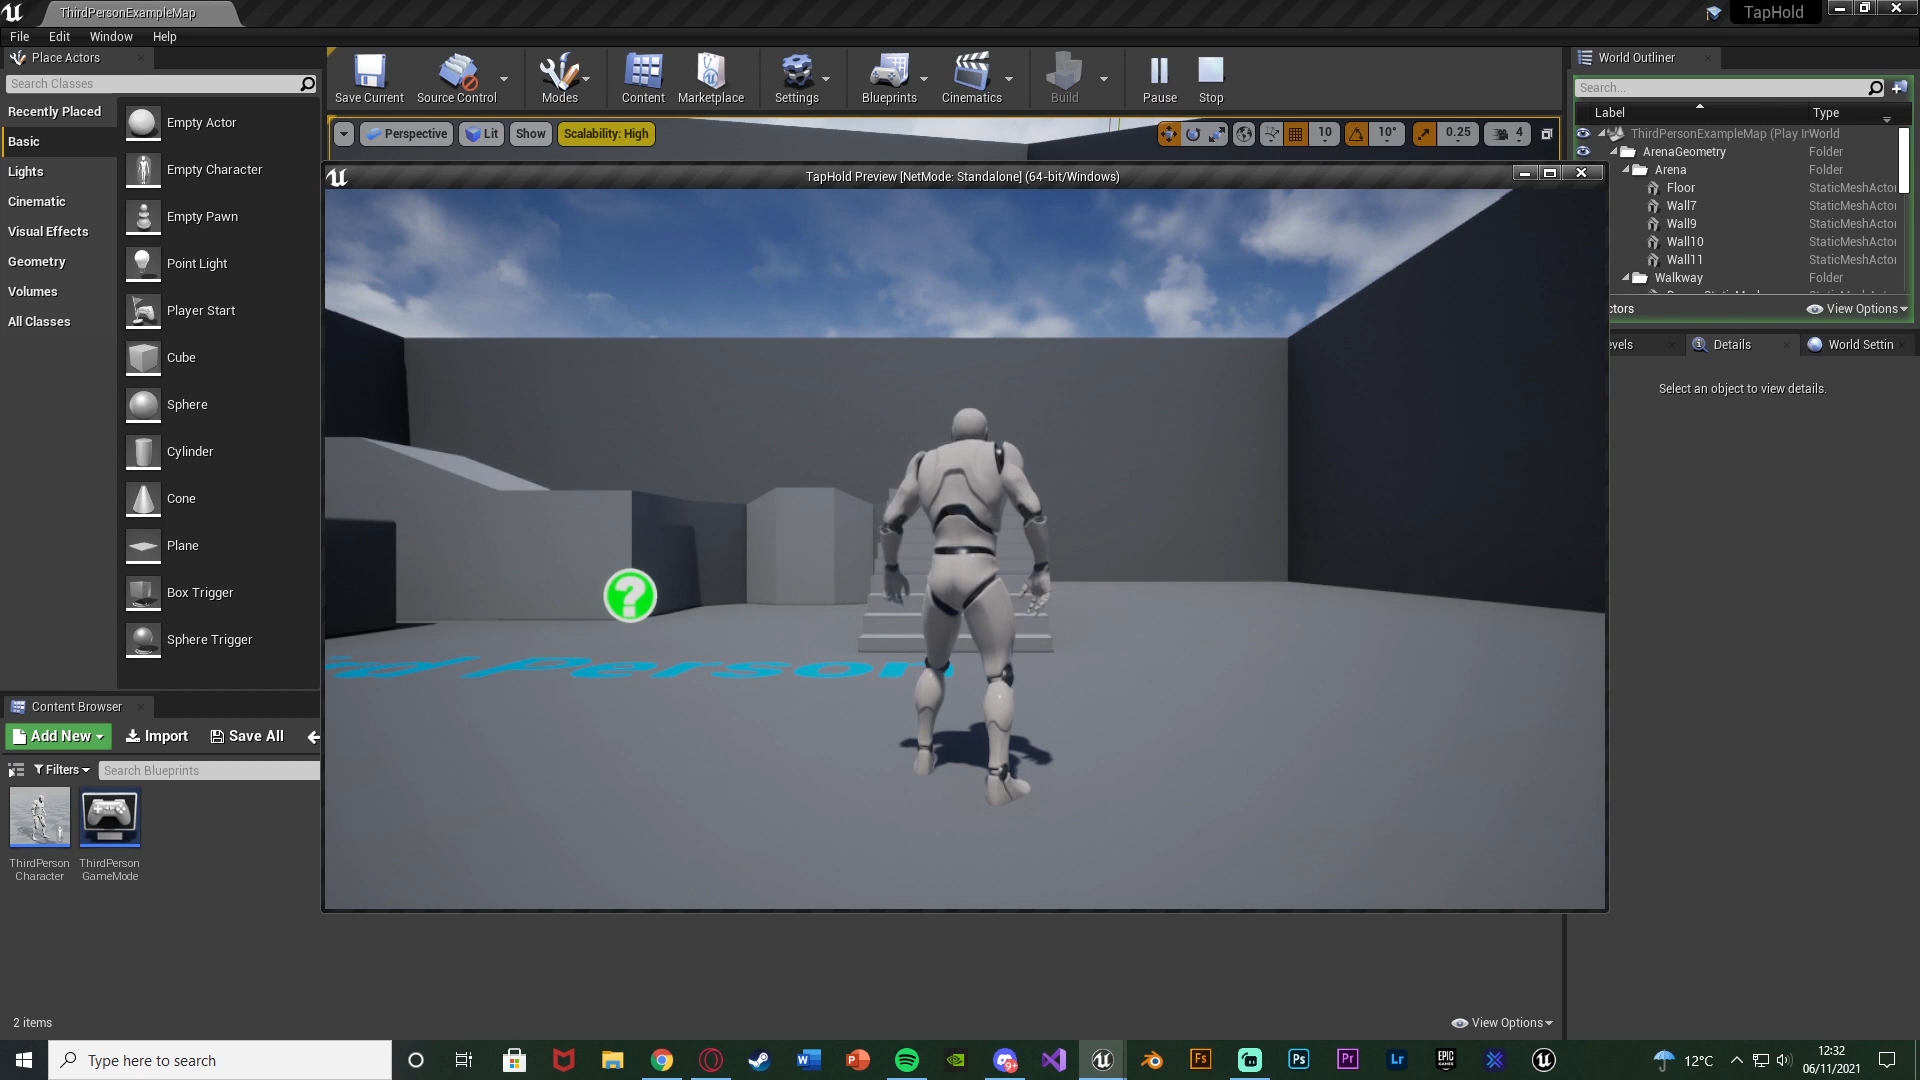 ThirdPersonExampleMap
TapHold
File Edit Window Help
Place Actors
Search Classes
Recently Placed
Basic
Lights
Cinematic
Visual Effects
Geometry
Volumes
All Classes
Empty Actor
Empty Character
Empty Pawn
Point Light
Player Start
Cube
Sphere
Cylinder
Cone
Plane
Box Trigger
Sphere Trigger
Save Current
Source Control
Modes
Content
Marketplace
Settings
Blueprints
Cinematics
Build
Pause
Stop
Perspective
Lit
Show
Scalability: High
10
10°
0.25
4
TapHold Preview [NetMode: Standalone] (64-bit/Windows)
?
Person
World Outliner
Search...
Label Type
ThirdPersonExampleMap (Play In World
ArenaGeometry Folder
Arena Folder
Floor StaticMeshActor
Wall7 StaticMeshActor
Wall9 StaticMeshActor
Wall10 StaticMeshActor
Wall11 StaticMeshActor
Walkway Folder
ctors
View Options
evels
Details
World Settin
Select an object to view details.
Content Browser
Add New Import Save All
Filters
Search Blueprints
ThirdPerson
Character
ThirdPerson
GameMode
2 items
View Options
Type here to search
12°C
12:32
06/11/2021